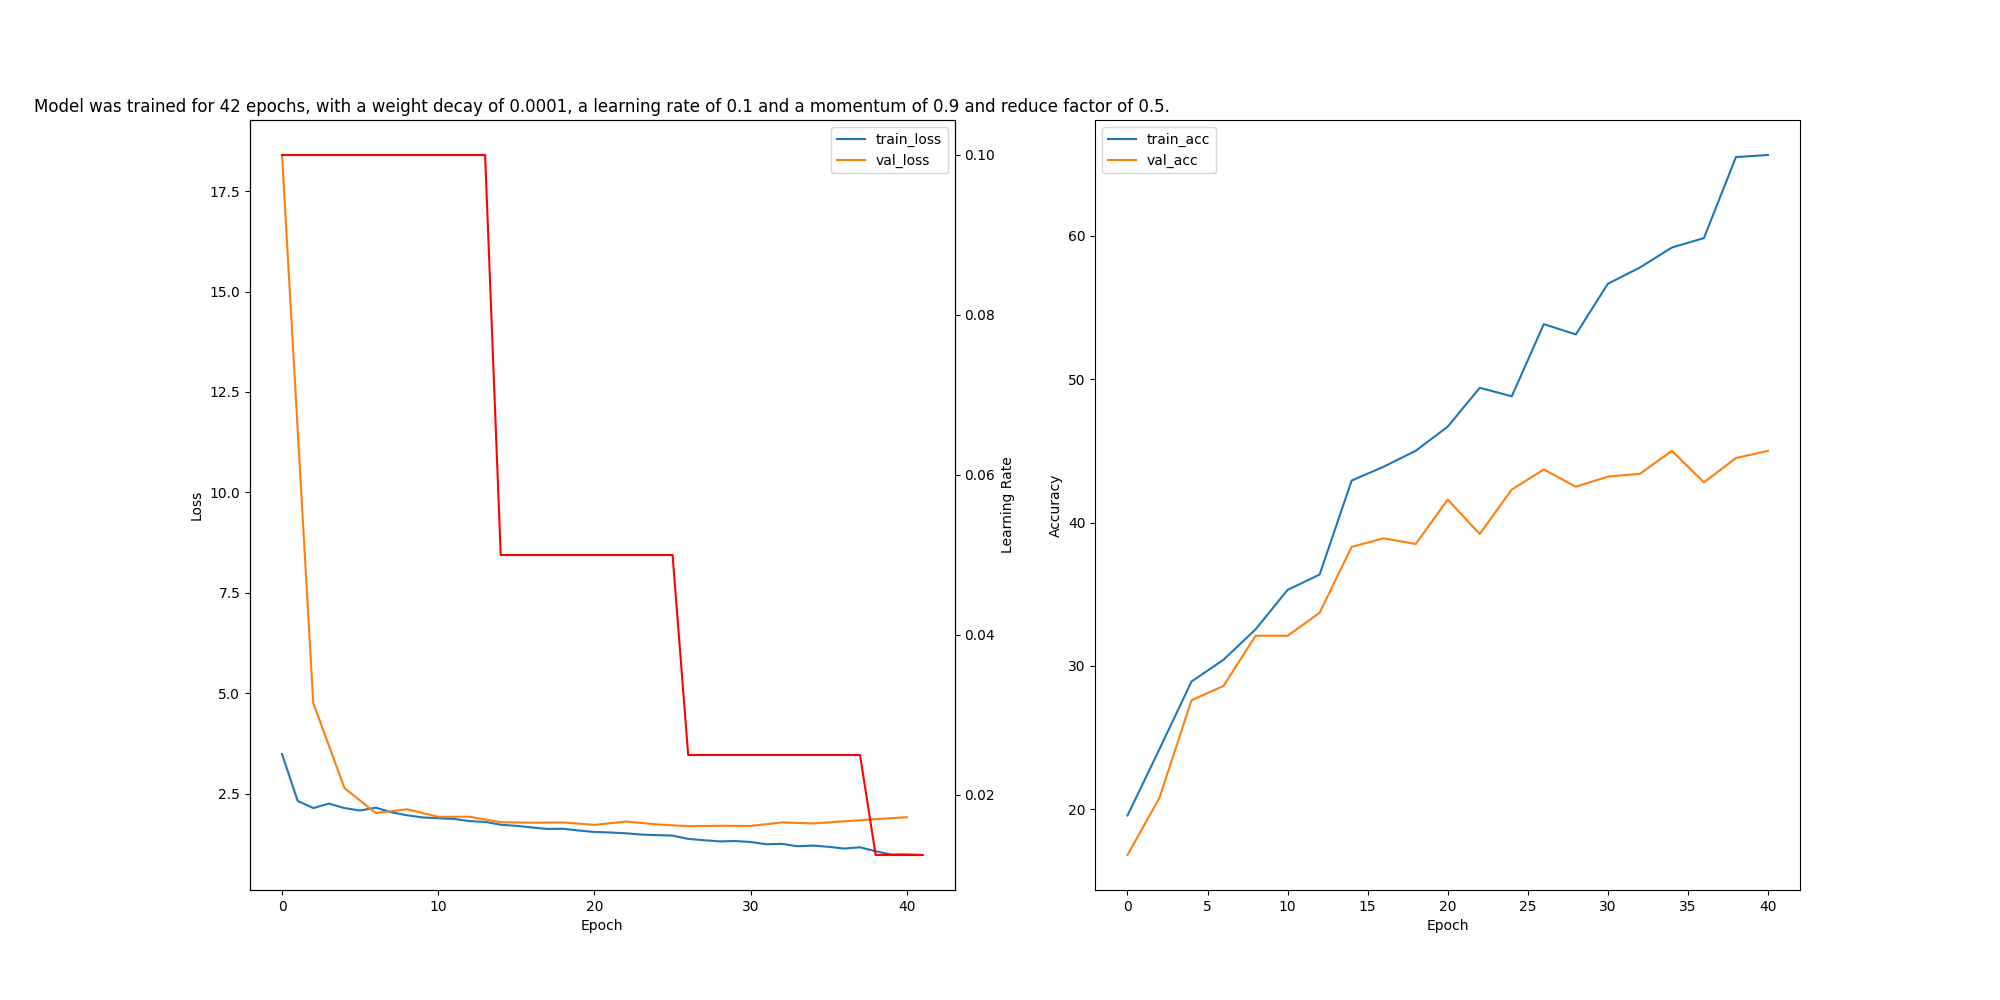 Model was trained for 42 epochs, with a weight decay of 0.0001, a learning rate of 0.1 and a momentum of 0.9 and reduce factor of 0.5.
train_loss
val_loss
17.5
15.0
12.5
10.0
7.5
5.0
2.5
Loss
0.10
0.08
0.06
0.04
0.02
Learning Rate
0 10 20 30 40
Epoch
train_acc
val_acc
60
50
40
30
20
Accuracy
0 5 10 15 20 25 30 35 40
Epoch